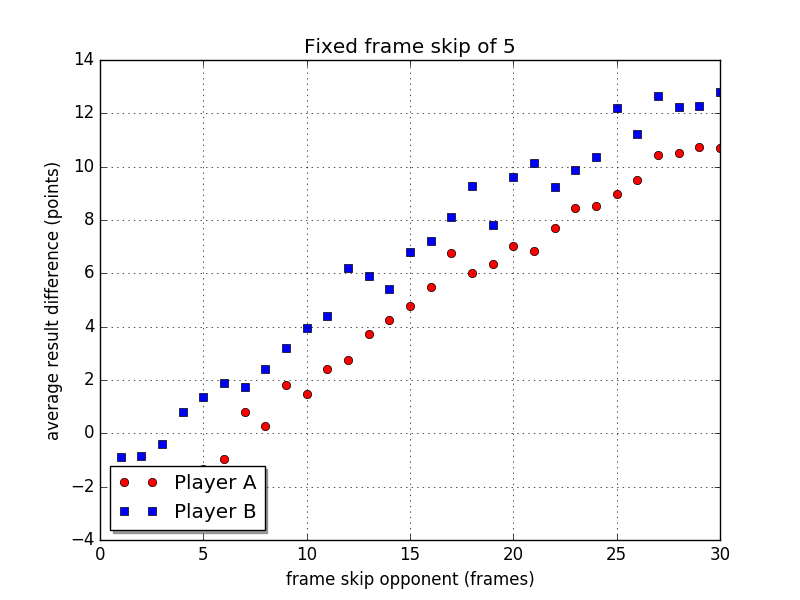 Fixed frame skip of 5
average result difference (points)
14
12
10
8
6
4
2
0
−2
−4
Player A
Player B
0 5 10 15 20 25 30
frame skip opponent (frames)